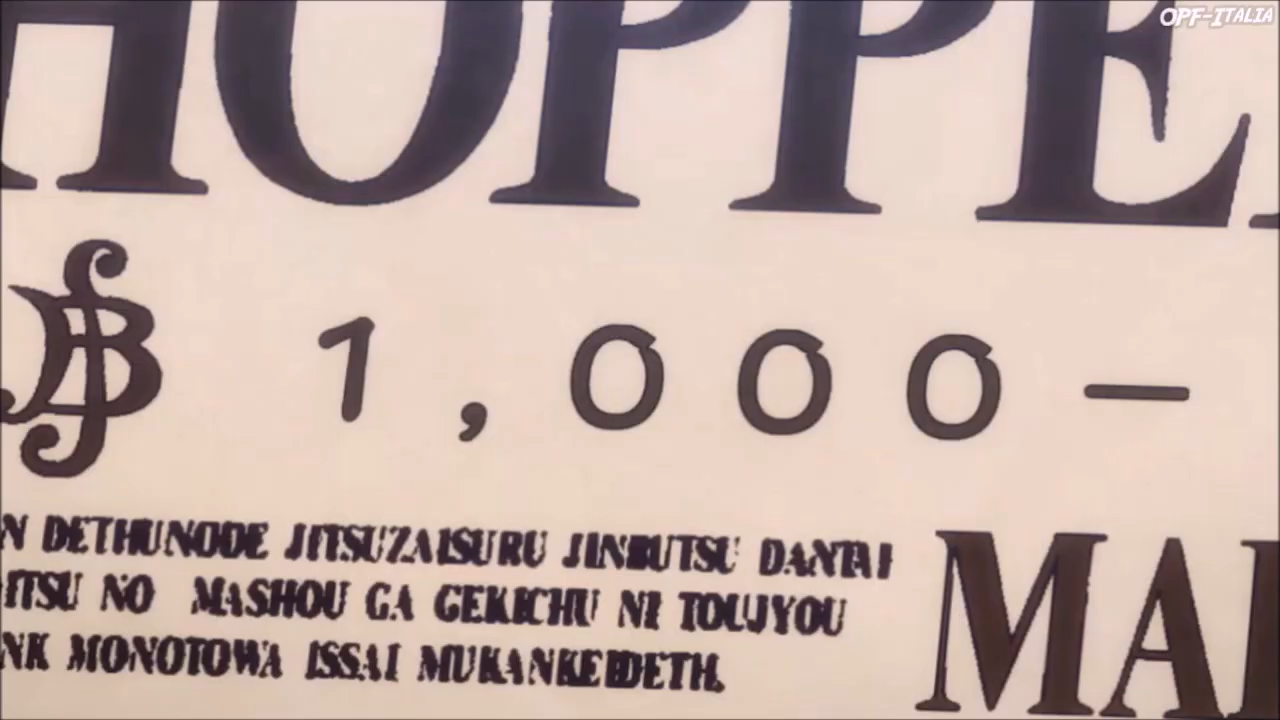 OPF-ITALIA
HOPPE
1,000-
N DETHUNODE JITSUZAISURU JINBUTSU DANTAI
ITSU NO MASHOU GA GEKICHU NI TOUJYOU
NK MONOTOWA ISSAI MUKANKEIDETH.
MA